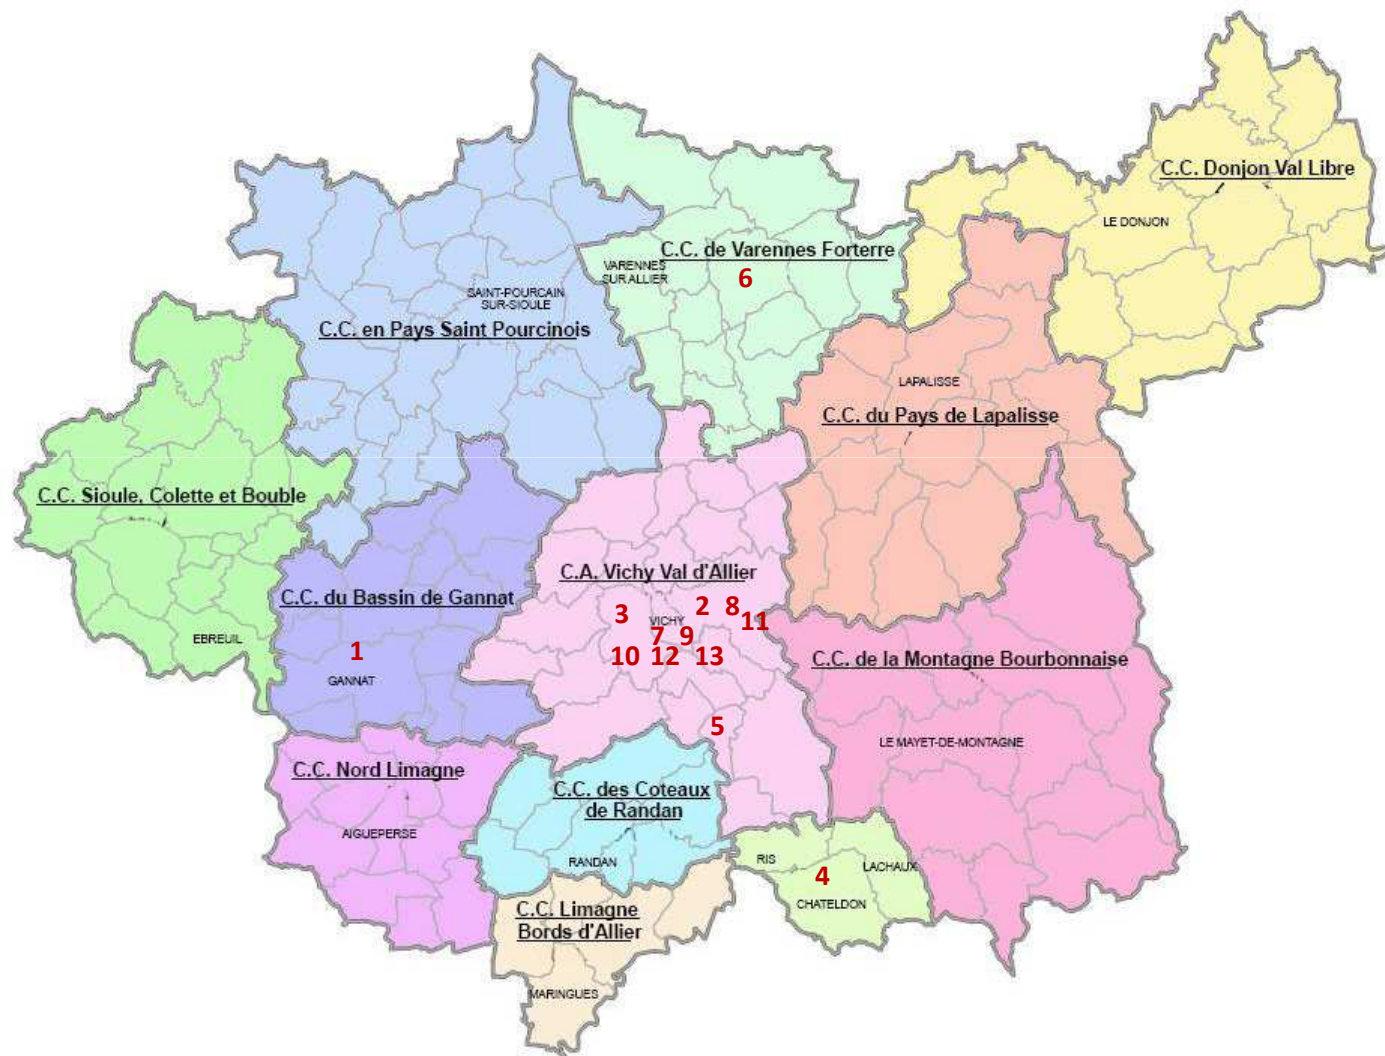 C.C. Donjon Val Libre
LE DONJON
C.C. de Varennes Forterre
VARENNES
SUR ALLIER
6
SAINT-POURCAIN
SUR-SIOULE
C.C. en Pays Saint Pourcinois
LAPALISSE
C.C. du Pays de Lapalisse
C.C. Sioule, Colette et Bouble
EBREUIL
C.A. Vichy Val d'Allier
C.C. du Bassin de Gannat
1
GANNAT
3
2
8
11
VICHY
7
9
10
12
13
5
C.C. de la Montagne Bourbonnaise
LE MAYET-DE-MONTAGNE
C.C. Nord Limagne
AIGUEPERSE
C.C. des Coteaux
de Randan
RANDAN
RIS
LACHAUX
4
CHATELDON
C.C. Limagne
Bords d'Allier
MARINGUES